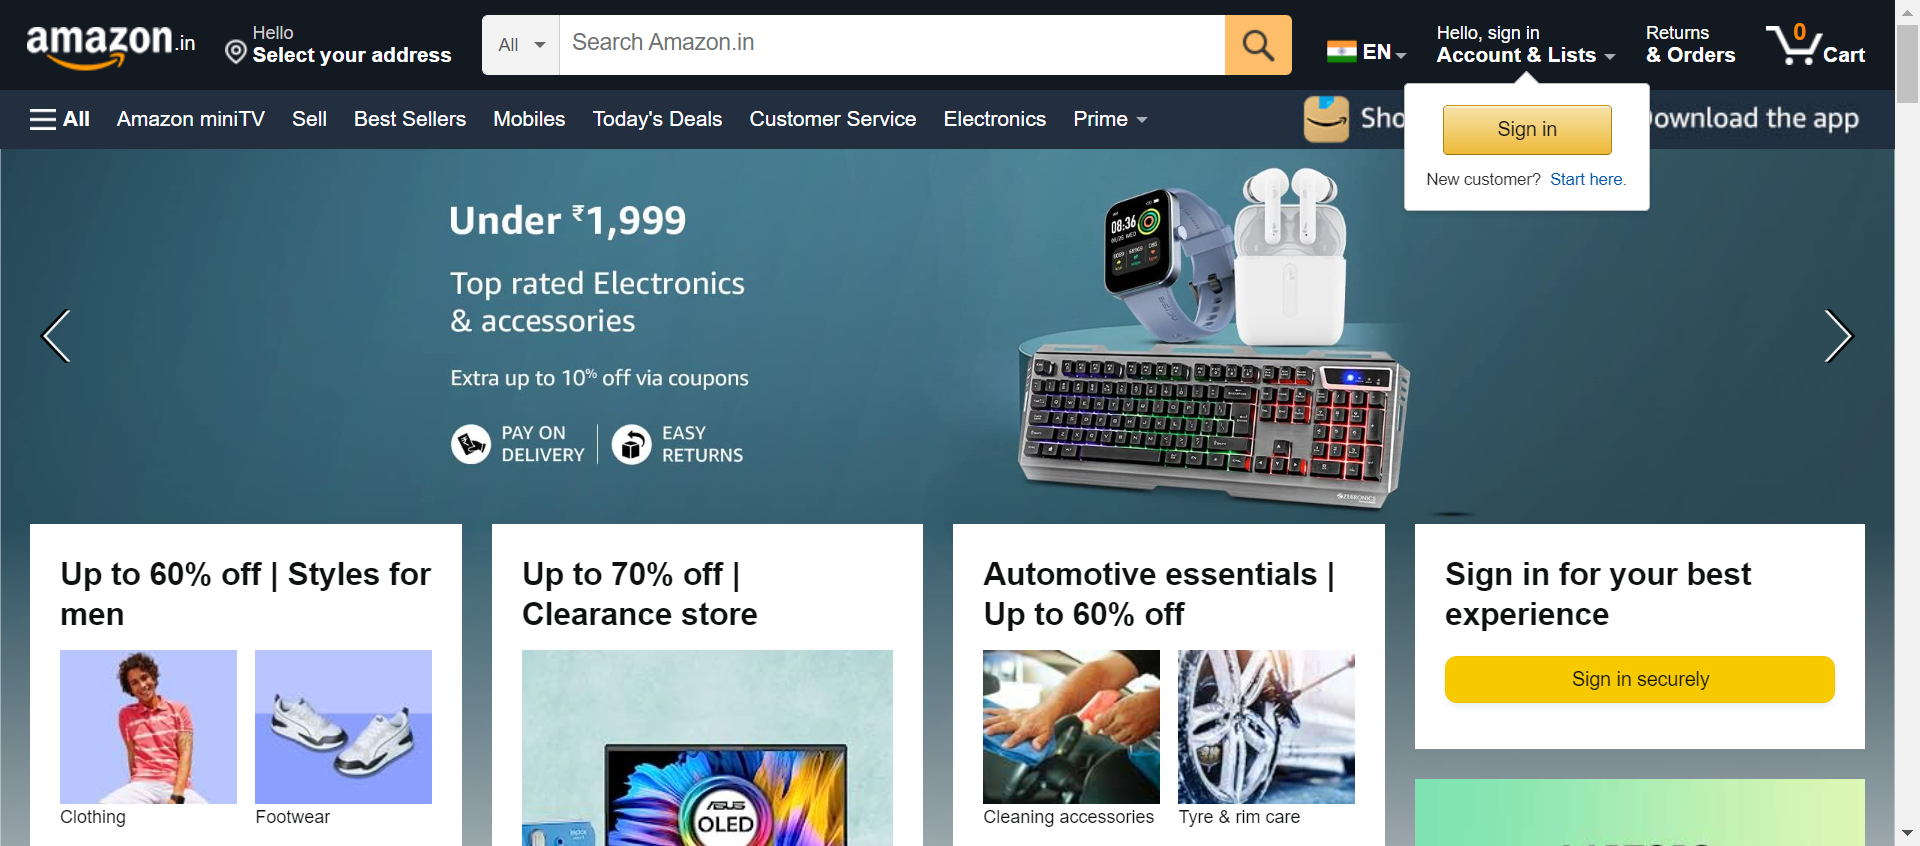 amazon.in
Hello
Select your address
All
Search Amazon.in
EN
Hello, sign in
Account & Lists
Returns
& Orders
0
Cart
All
Amazon miniTV
Sell
Best Sellers
Mobiles
Today's Deals
Customer Service
Electronics
Prime
Sho
ownload the app
Sign in
New customer? Start here.
Under ₹1,999
Top rated Electronics
& accessories
Extra up to 10% off via coupons
PAY ON
DELIVERY
EASY
RETURNS
08:36
ZEBRONICS
Up to 60% off | Styles for
men
Clothing
Footwear
Up to 70% off |
Clearance store
ASUS
OLED
Automotive essentials |
Up to 60% off
Cleaning accessories
Tyre & rim care
Sign in for your best
experience
Sign in securely